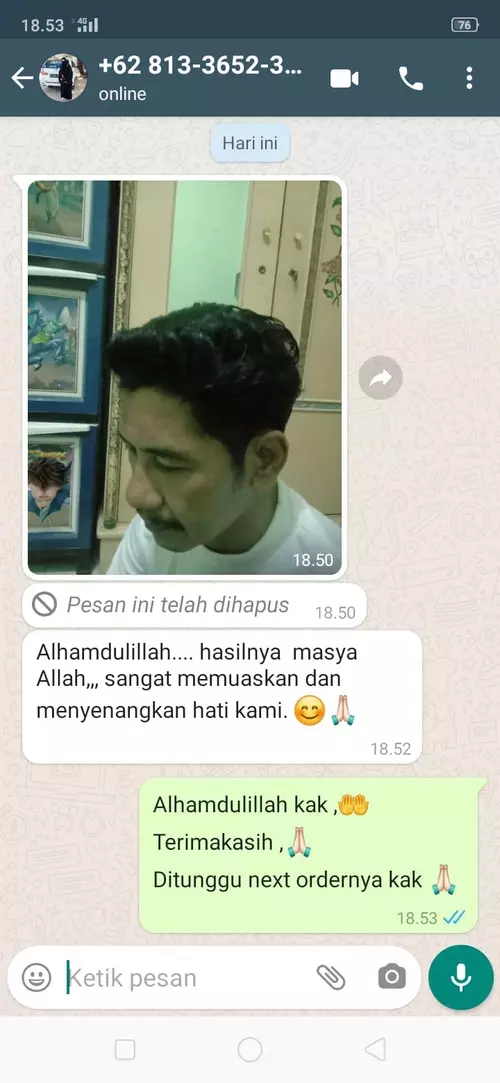 18.53
4G
76
+62 813-3652-3...
online
Hari ini
18.50
Pesan ini telah dihapus
18.50
Alhamdulillah.... hasilnya masya
Allah,,, sangat memuaskan dan
menyenangkan hati kami. 😊🙏🏻
18.52
Alhamdulillah kak ,🤲
Terimakasih ,🙏🏻
Ditunggu next ordernya kak 🙏🏻
18.53
Ketik pesan